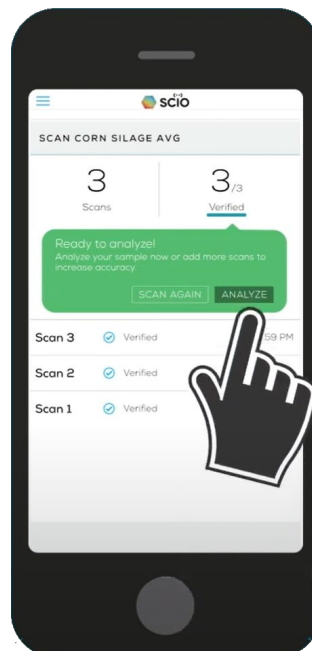 SCiO
SCAN CORN SILAGE AVG
3
Scans
3/3
Verified
Ready to analyze!
Analyze your sample now or add more scans to
increase accuracy.
SCAN AGAIN
ANALYZE
Scan 3 Verified 59 PM
Scan 2 Verified
Scan 1 Verified